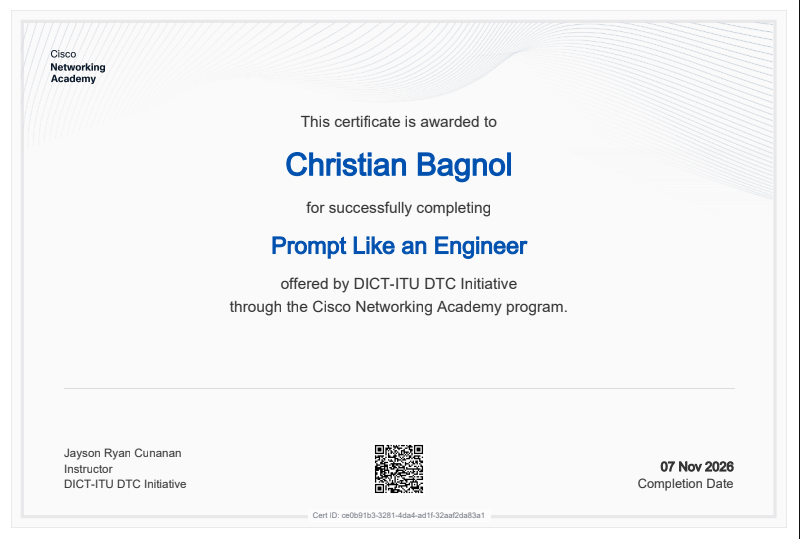 Cisco
Networking
Academy
This certificate is awarded to
Christian Bagnol
for successfully completing
Prompt Like an Engineer
offered by DICT-ITU DTC Initiative
through the Cisco Networking Academy program.
Jayson Ryan Cunanan
Instructor
DICT-ITU DTC Initiative
07 Nov 2026
Completion Date
Cert ID: ce0b91b3-3281-4da4-ad1f-32aaf2da83a1